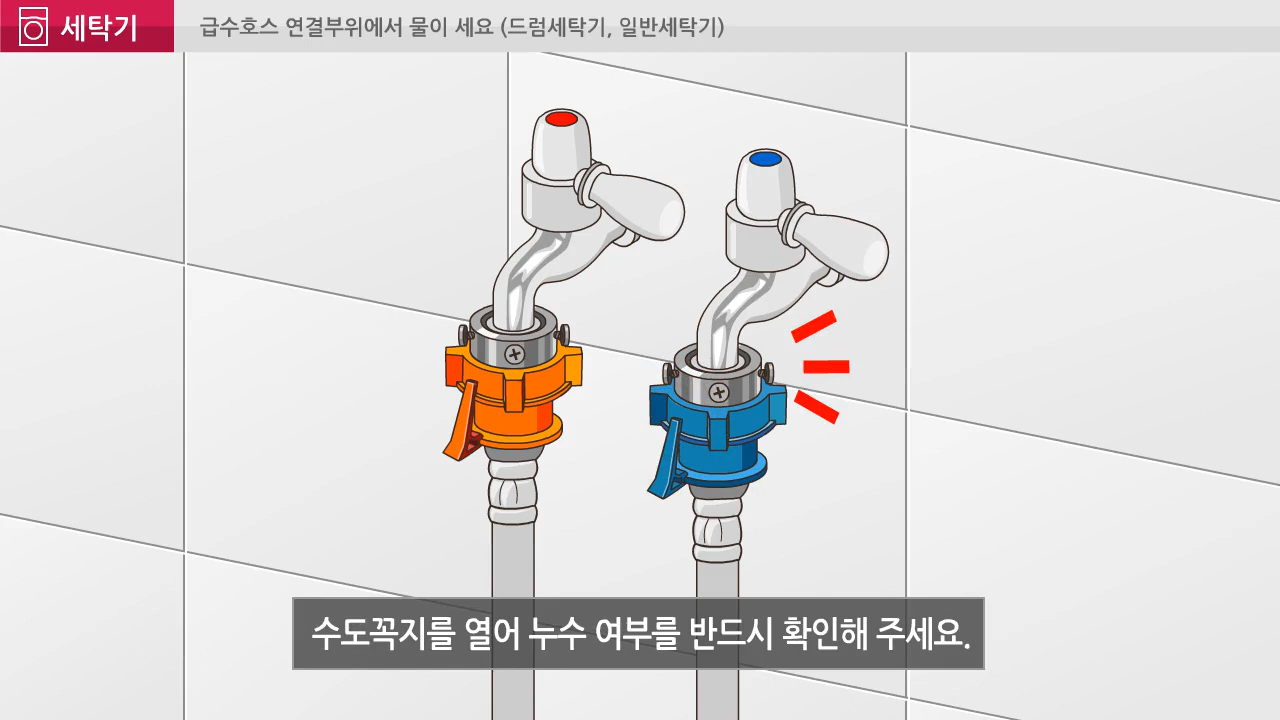 세탁기
급수호스 연결부위에서 물이 세요 (드럼세탁기, 일반세탁기)
수도꼭지를 열어 누수 여부를 반드시 확인해 주세요.